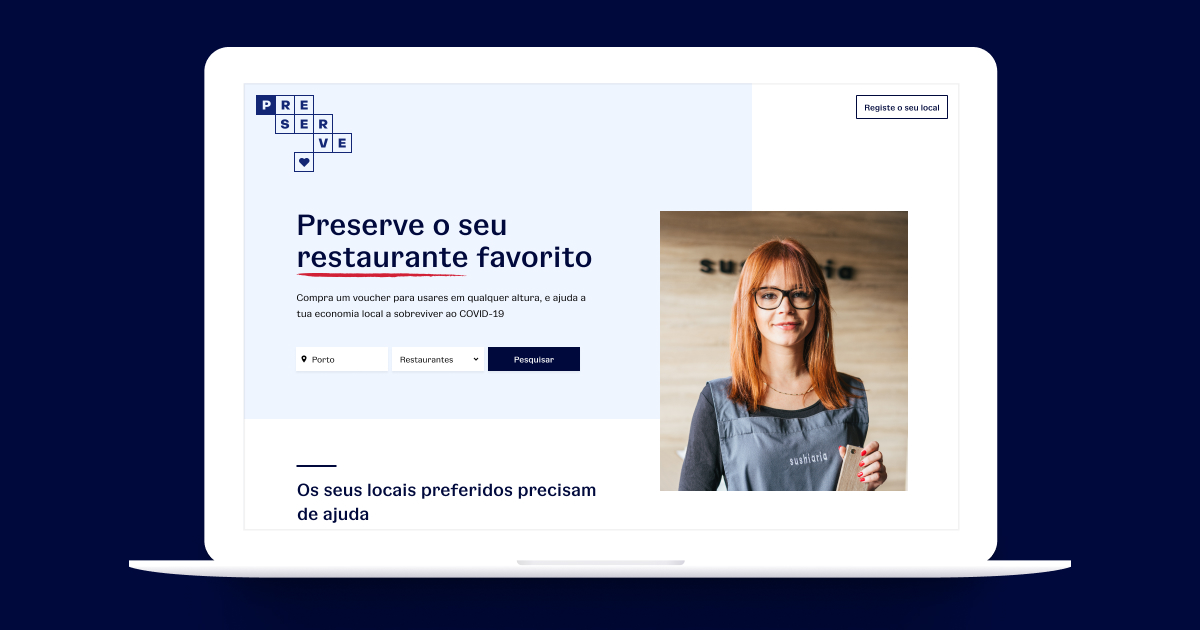 PRE
SER
VE
Registe o seu local
Preserve o seu
restaurante favorito
Compra um voucher para usares em qualquer altura, e ajuda a
tua economia local a sobreviver ao COVID-19
Porto
Restaurantes
Pesquisar
sushiaria
Os seus locais preferidos precisam
de ajuda